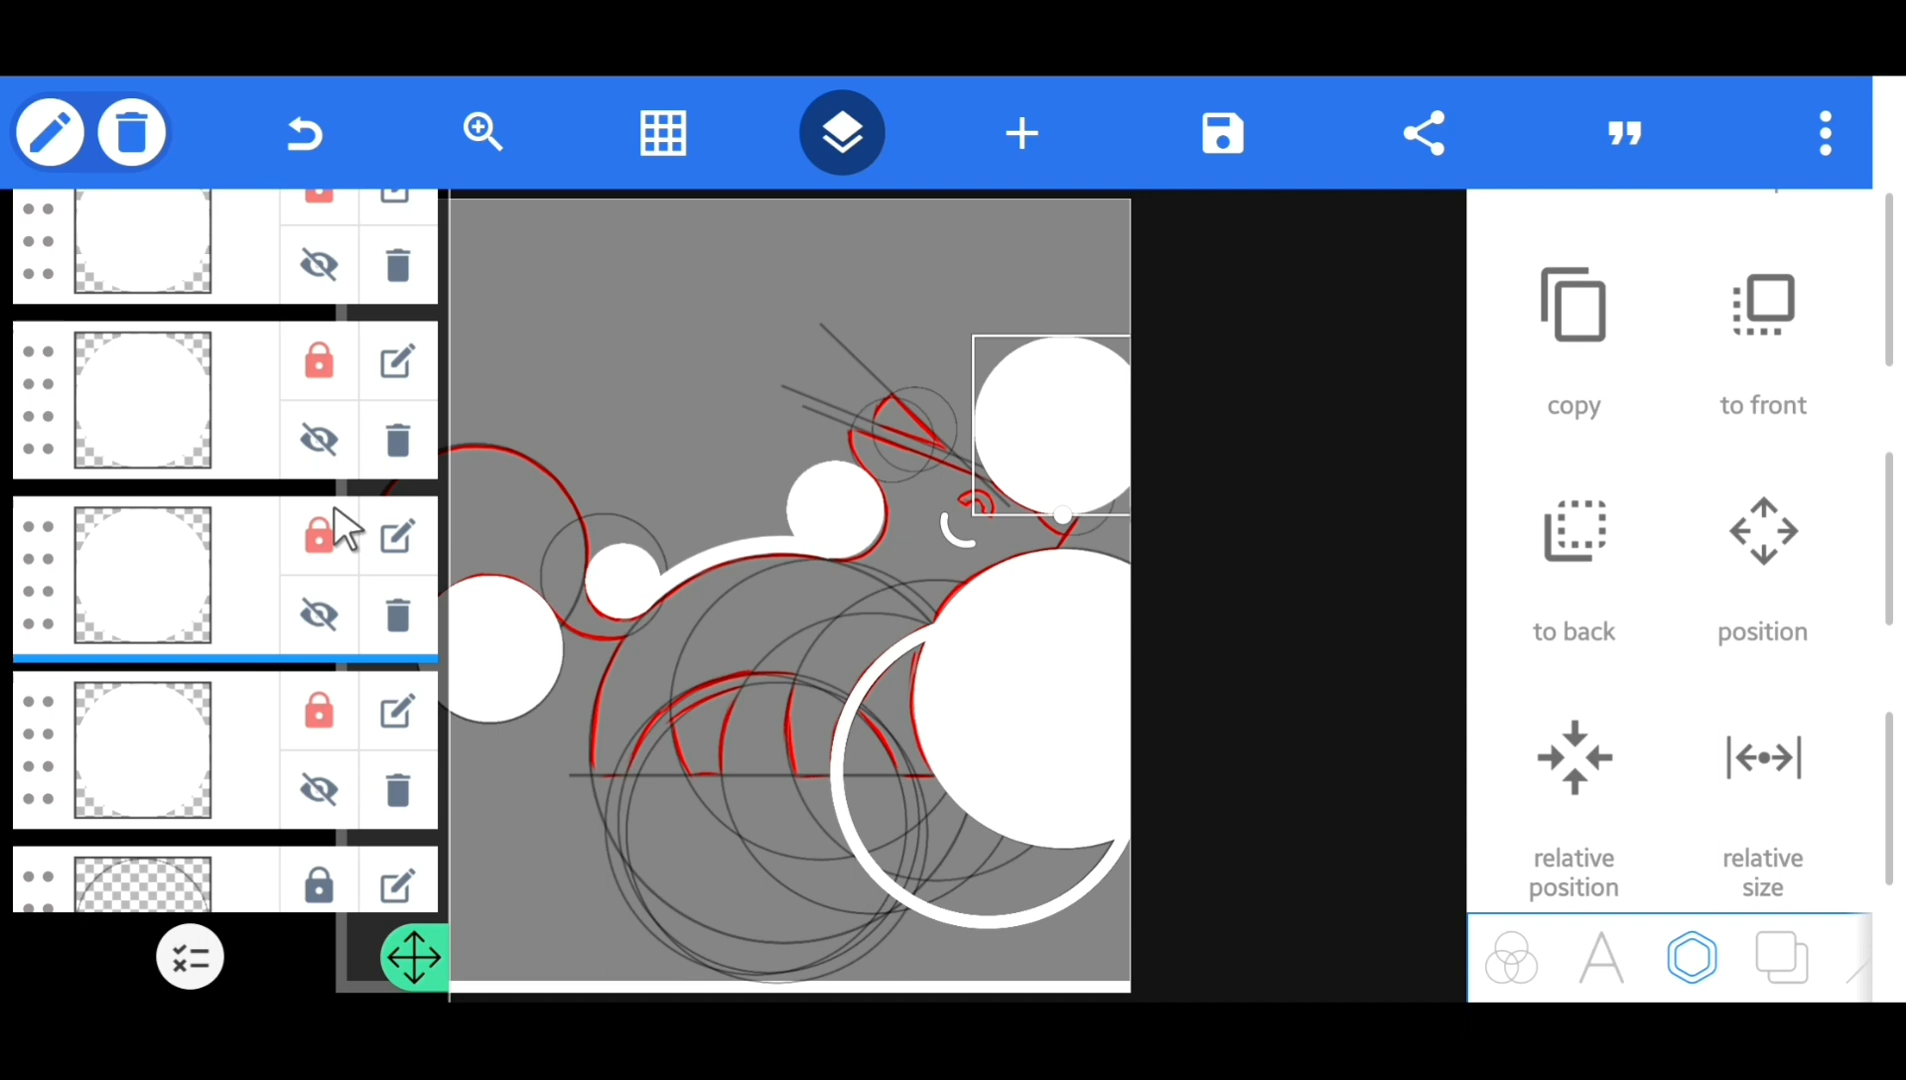 copy
to front
to back
position
relative
position
relative
size